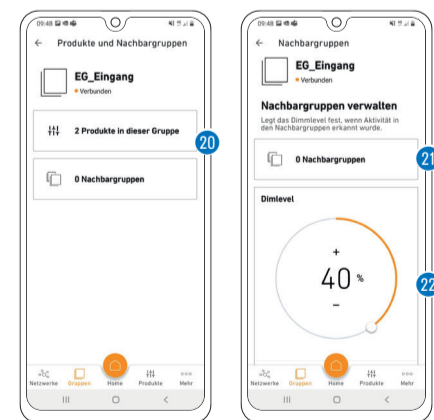 09:48
Produkte und Nachbargruppen
EG_Eingang
Verbunden
2 Produkte in dieser Gruppe
20
0 Nachbargruppen
Netzwerke Gruppen Home Produkte Mehr
09:48
Nachbargruppen
EG_Eingang
Verbunden
Nachbargruppen verwalten
Legt das Dimmlevel fest, wenn Aktivität in
den Nachbargruppen erkannt wurde.
0 Nachbargruppen
21
Dimlevel
+
40 %
−
22
Netzwerke Gruppen Home Produkte Mehr